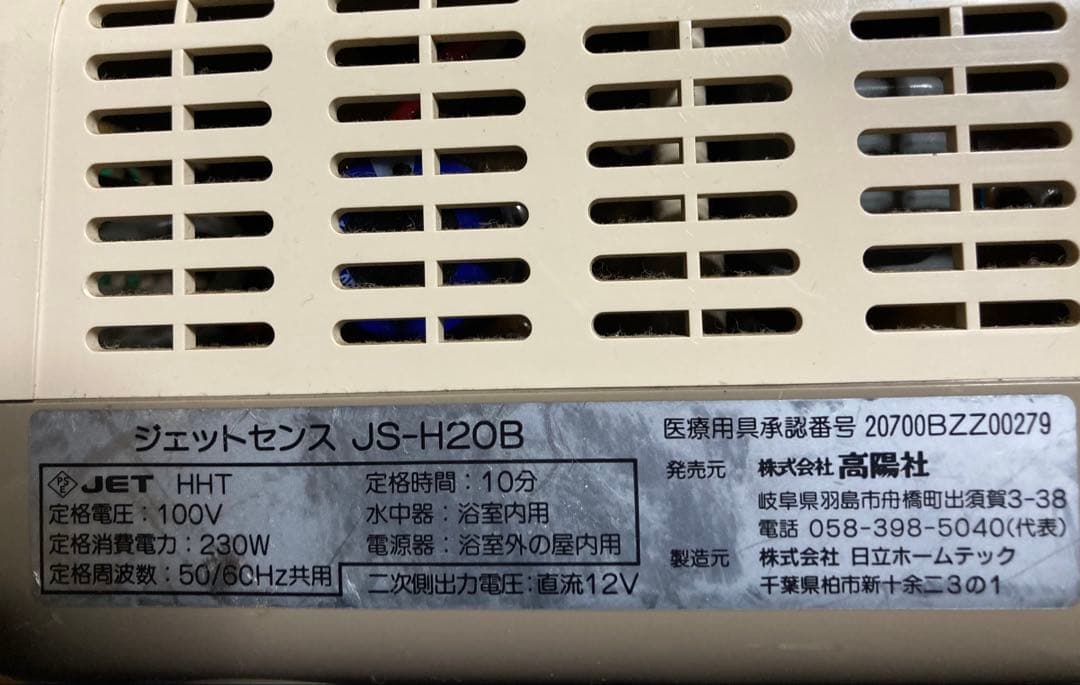 ジェットセンス JS-H20B
PS
E
JET HHT
定格電圧：100V
定格消費電力：230W
定格周波数：50/60Hz共用
定格時間：10分
水中器：浴室内用
電源器：浴室外の屋内用
二次側出力電圧：直流12V
医療用具承認番号 20700BZZ00279
発売元 株式会社 高陽社
岐阜県羽島市舟橋町出須賀3-38
電話 058-398-5040(代表)
製造元 株式会社 日立ホームテック
千葉県柏市新十余二3の1